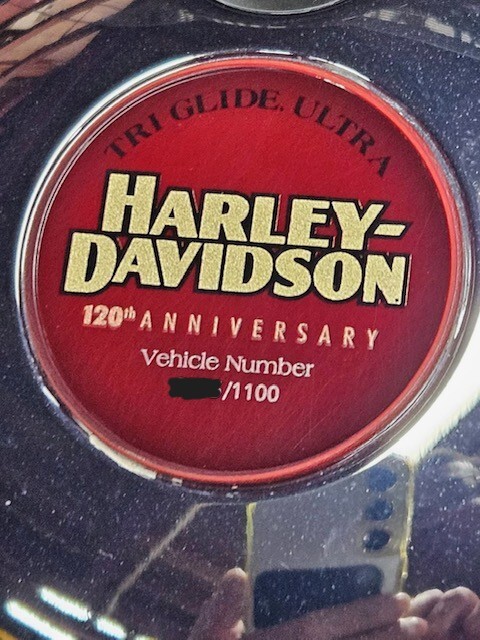 TRI GLIDE. ULTRA
HARLEY-
DAVIDSON
120th ANNIVERSARY
Vehicle Number
/1100